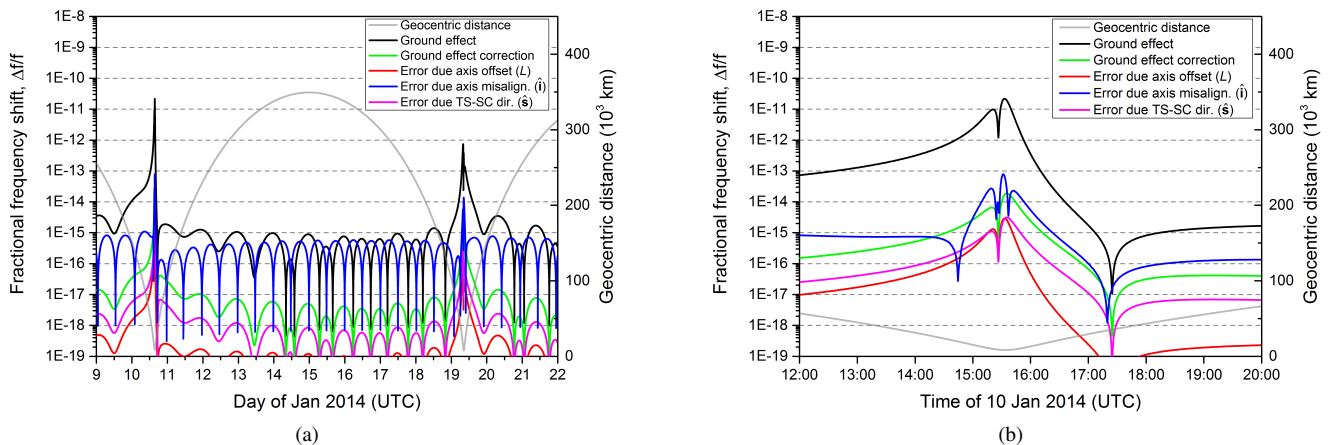 1E-8
1E-9
1E-10
1E-11
1E-12
1E-13
1E-14
1E-15
1E-16
1E-17
1E-18
1E-19
Fractional frequency shift, Δf/f
Geocentric distance
Ground effect
Ground effect correction
Error due axis offset (L)
Error due axis misalign. (î)
Error due TS-SC dir. (ŝ)
400
300
200
100
0
Geocentric distance (10³ km)
9 10 11 12 13 14 15 16 17 18 19 20 21 22
Day of Jan 2014 (UTC)
(a)
1E-8
1E-9
1E-10
1E-11
1E-12
1E-13
1E-14
1E-15
1E-16
1E-17
1E-18
1E-19
Fractional frequency shift, Δf/f
Geocentric distance
Ground effect
Ground effect correction
Error due axis offset (L)
Error due axis misalign. (î)
Error due TS-SC dir. (ŝ)
400
300
200
100
0
Geocentric distance (10³ km)
12:00 13:00 14:00 15:00 16:00 17:00 18:00 19:00 20:00
Time of 10 Jan 2014 (UTC)
(b)